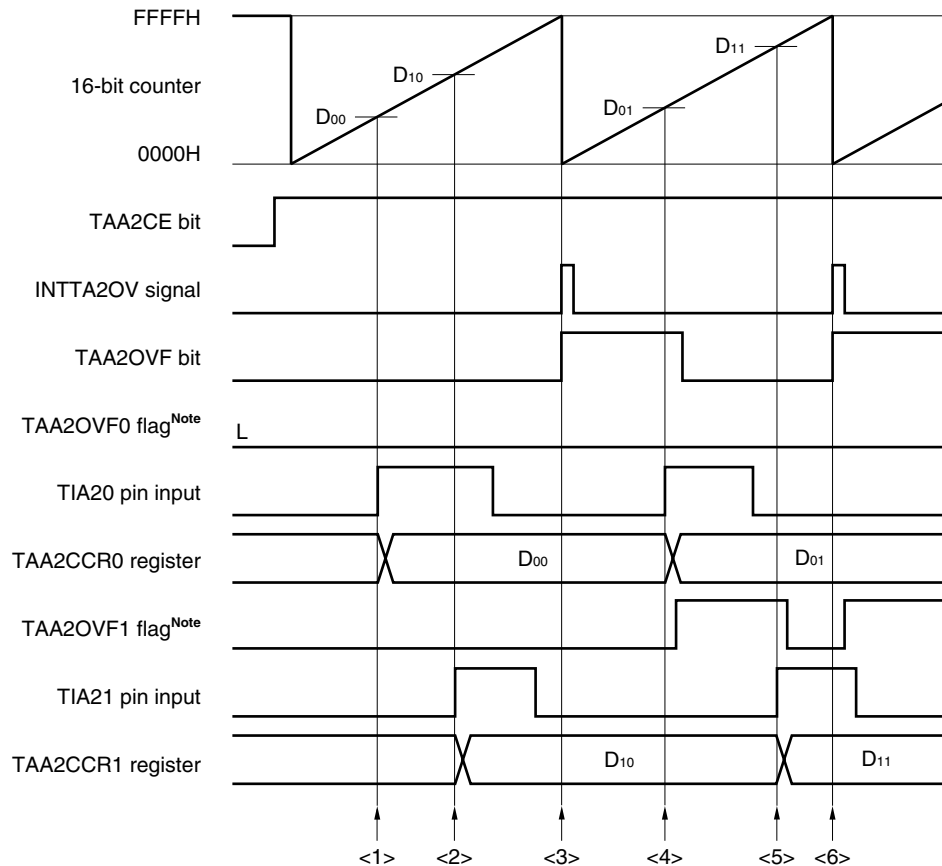 FFFFH
D11
D10
16-bit counter
D00
D01
0000H
TAA2CE bit
INTTA2OV signal
TAA2OVF bit
TAA2OVF0 flagNote
L
TIA20 pin input
TAA2CCR0 register
D00
D01
TAA2OVF1 flagNote
TIA21 pin input
TAA2CCR1 register
D10
D11
<1> <2> <3> <4> <5> <6>